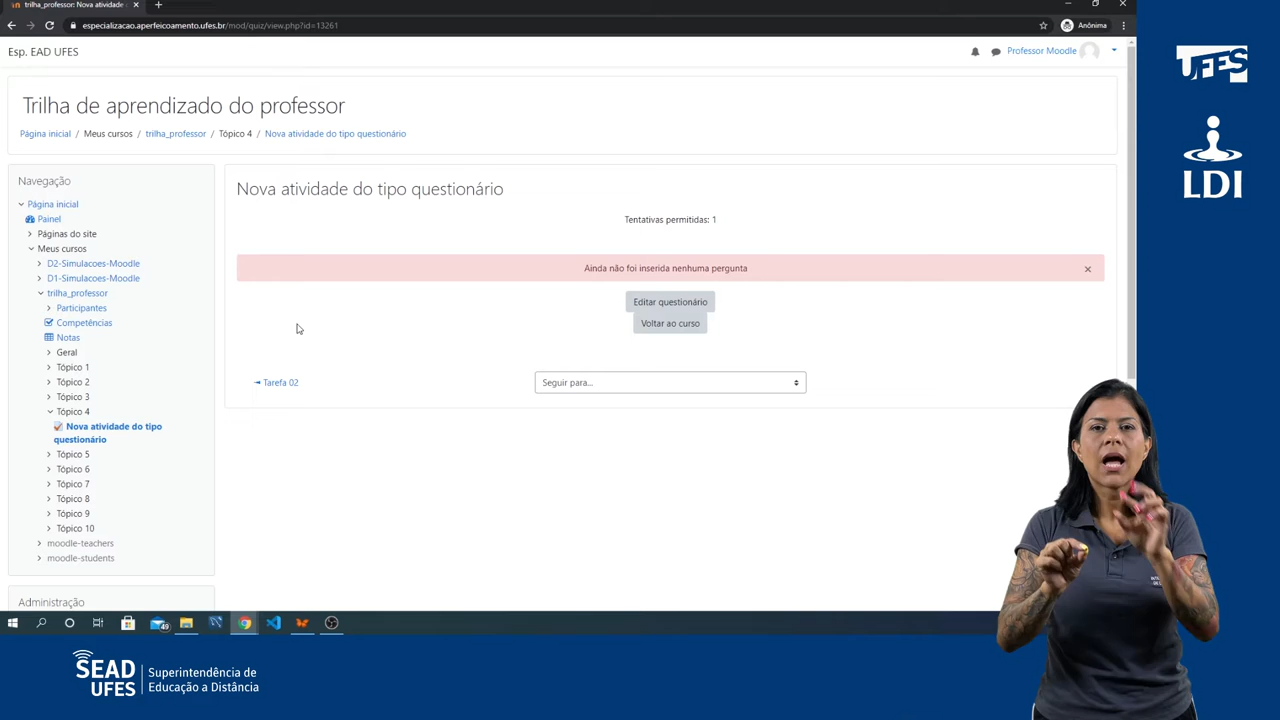 trilha_professor: Nova atividade
especializacao.aperfeicoamento.ufes.br/mod/quiz/view.php?id=13261
Anônima
Esp. EAD UFES
Professor Moodle
Trilha de aprendizado do professor
Página inicial / Meus cursos / trilha_professor / Tópico 4 / Nova atividade do tipo questionário
Navegação
Página inicial
Painel
Páginas do site
Meus cursos
D2-Simulacoes-Moodle
D1-Simulacoes-Moodle
trilha_professor
Participantes
Competências
Notas
Geral
Tópico 1
Tópico 2
Tópico 3
Tópico 4
Nova atividade do tipo
questionário
Tópico 5
Tópico 6
Tópico 7
Tópico 8
Tópico 9
Tópico 10
moodle-teachers
moodle-students
Administração
Nova atividade do tipo questionário
Tentativas permitidas: 1
Ainda não foi inserida nenhuma pergunta
Editar questionário
Voltar ao curso
◄ Tarefa 02
Seguir para...
49
UFES
LDI
SEAD
UFES
Superintendência de
Educação a Distância